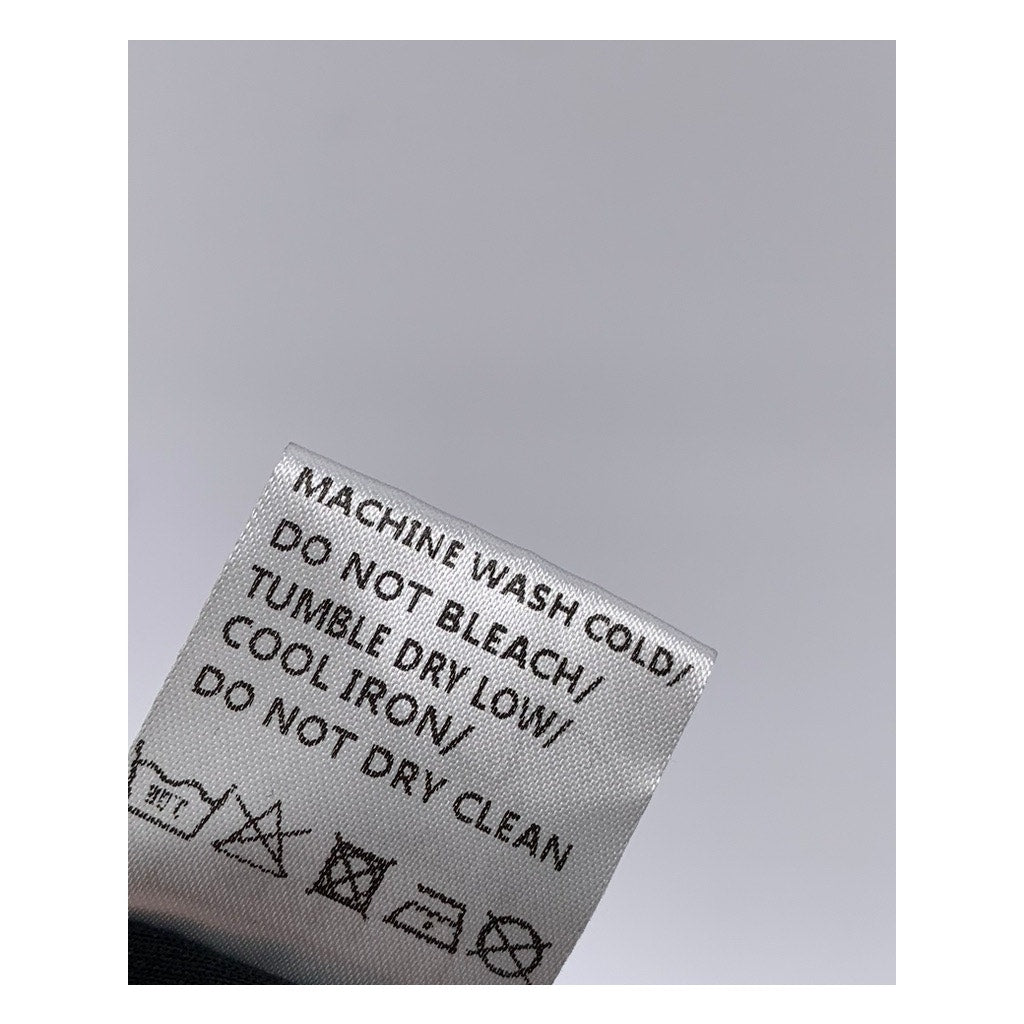 MACHINE WASH COLD/
DO NOT BLEACH/
TUMBLE DRY LOW/
COOL IRON/
DO NOT DRY CLEAN